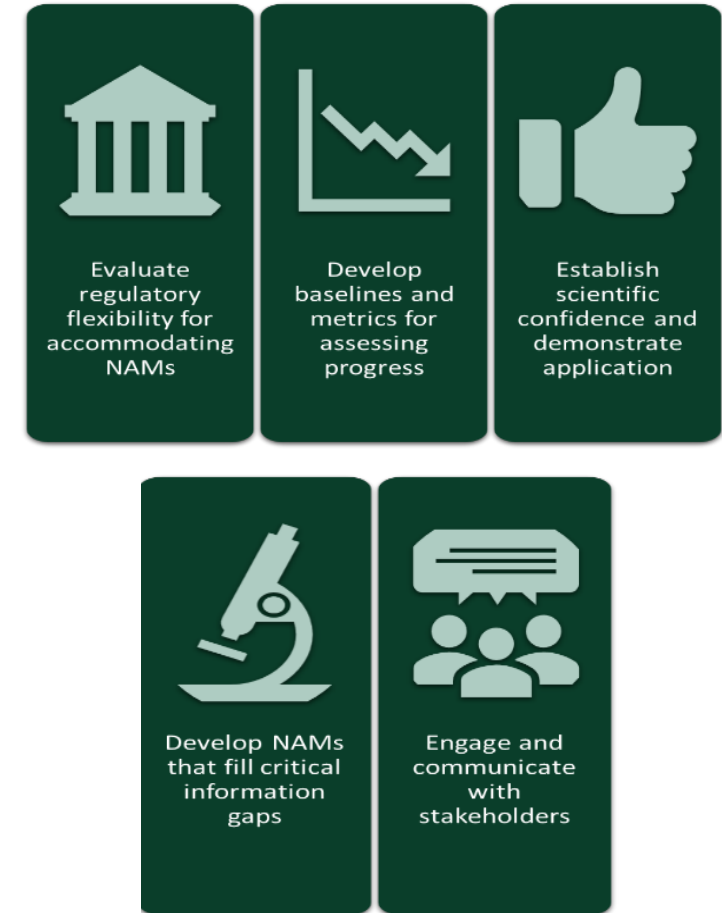 Evaluate
regulatory
flexibility for
accommodating
NAMs
Develop
baselines and
metrics for
assessing
progress
Establish
scientific
confidence and
demonstrate
application
Develop NAMs
that fill critical
information
gaps
Engage and
communicate
with
stakeholders